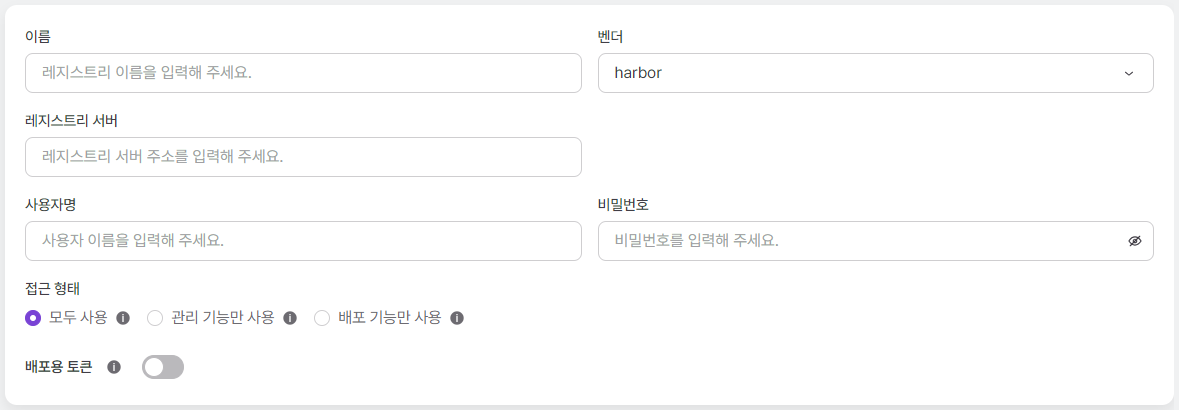 이름
벤더
레지스트리 이름을 입력해 주세요.
harbor
레지스트리 서버
레지스트리 서버 주소를 입력해 주세요.
사용자명
비밀번호
사용자 이름을 입력해 주세요.
비밀번호를 입력해 주세요.
접근 형태
모두 사용 관리 기능만 사용 배포 기능만 사용
배포용 토큰